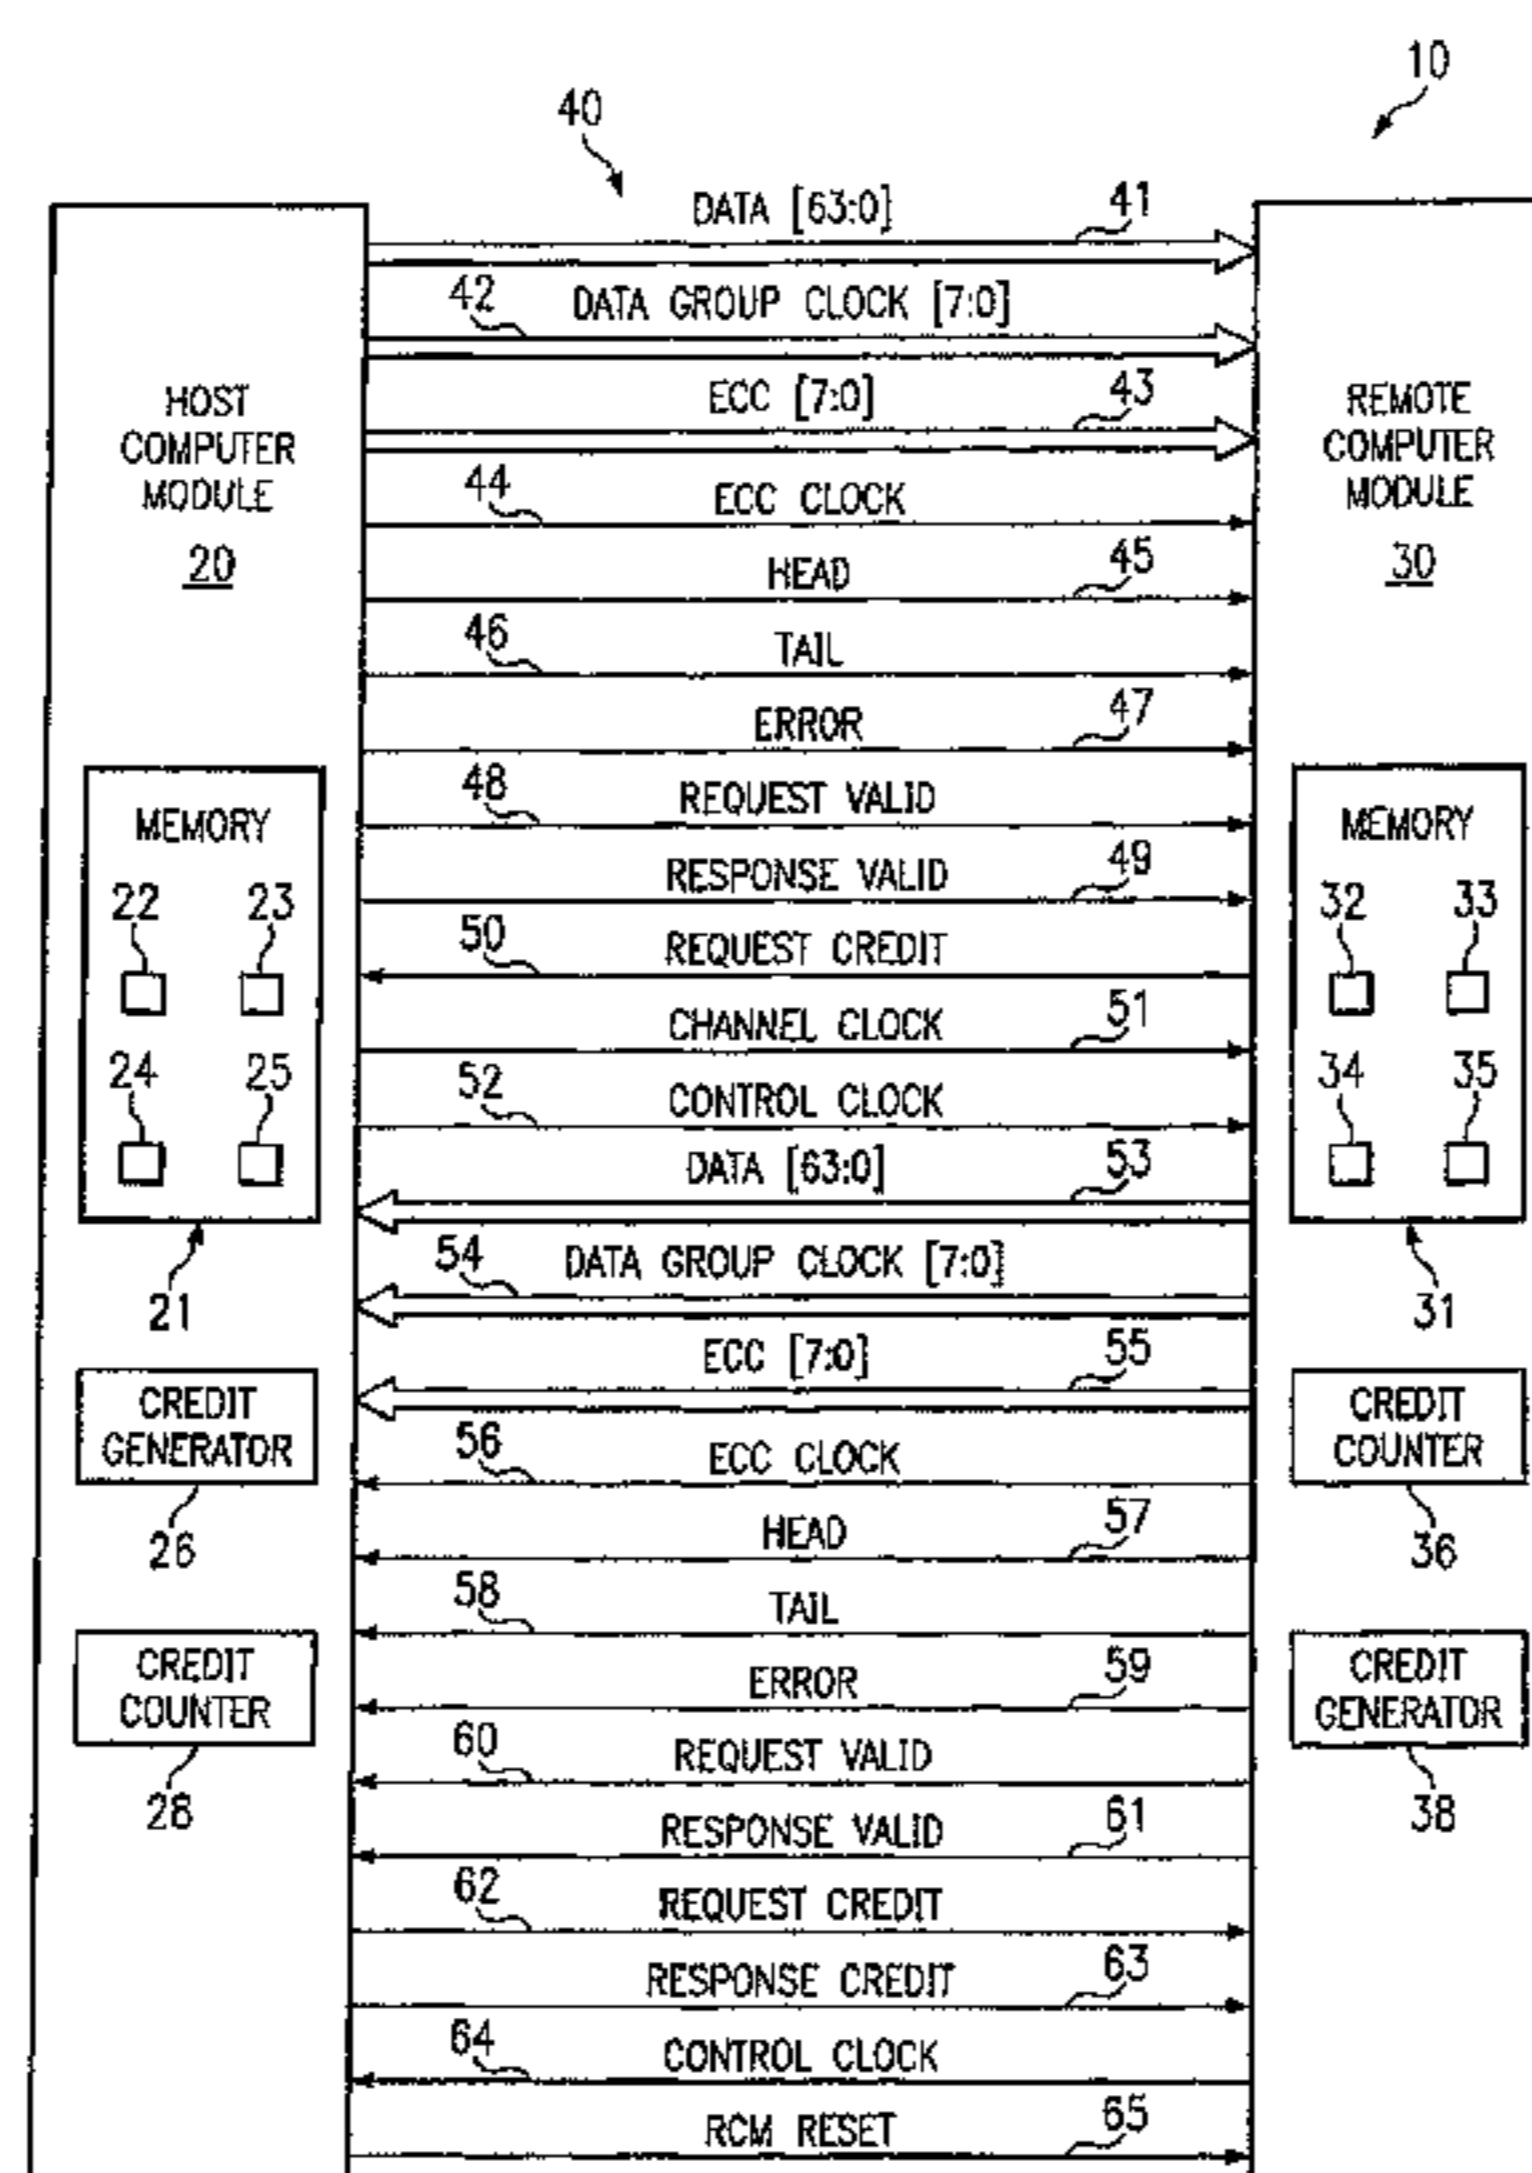 10
40
DATA [63:0]
41
42
DATA GROUP CLOCK [7:0]
HOST
COMPUTER
MODULE
20
ECC [7:0]
43
REMOTE
COMPUTER
MODULE
30
44
ECC CLOCK
HEAD
45
46
TAIL
ERROR
47
48
REQUEST VALID
RESPONSE VALID
49
50
REQUEST CREDIT
CHANNEL CLOCK
51
52
CONTROL CLOCK
DATA [63:0]
53
54
DATA GROUP CLOCK [7:0]
ECC [7:0]
55
56
ECC CLOCK
HEAD
57
58
TAIL
ERROR
59
60
REQUEST VALID
RESPONSE VALID
61
62
REQUEST CREDIT
RESPONSE CREDIT
63
64
CONTROL CLOCK
RCM RESET
65
MEMORY
22
23
24
25
21
CREDIT
GENERATOR
26
CREDIT
COUNTER
28
MEMORY
32
33
34
35
31
CREDIT
COUNTER
36
CREDIT
GENERATOR
38